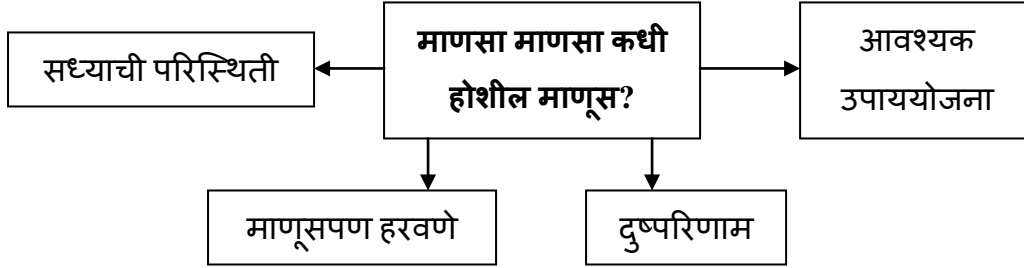 माणसा माणसा कधी
होशील माणूस?
सध्याची परिस्थिती
आवश्यक
उपाययोजना
माणूसपण हरवणे
दुष्परिणाम